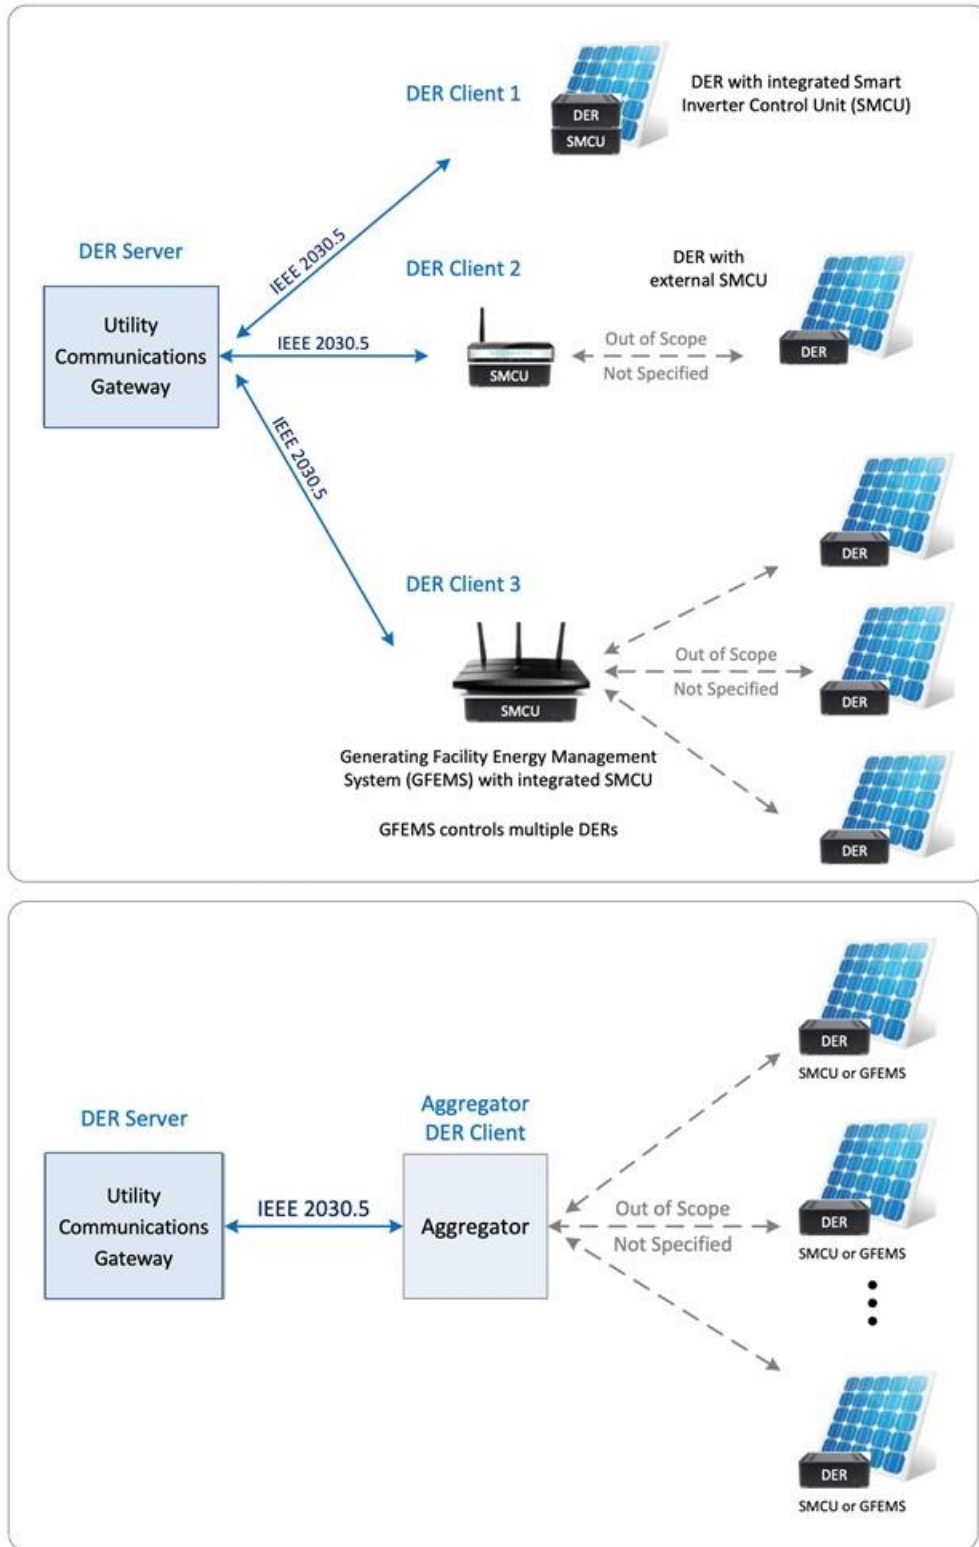 DER Client 1
DER with integrated Smart
Inverter Control Unit (SMCU)
DER
SMCU
IEEE 2030.5
DER Server
Utility
Communications
Gateway
DER Client 2
DER with
external SMCU
IEEE 2030.5
SMCU
Out of Scope
Not Specified
DER
IEEE 2030.5
DER Client 3
SMCU
Generating Facility Energy Management
System (GFEMS) with integrated SMCU
GFEMS controls multiple DERs
DER
Out of Scope
Not Specified
DER
DER
DER Server
Utility
Communications
Gateway
IEEE 2030.5
Aggregator
DER Client
Aggregator
DER
SMCU or GFEMS
Out of Scope
Not Specified
DER
SMCU or GFEMS
DER
SMCU or GFEMS